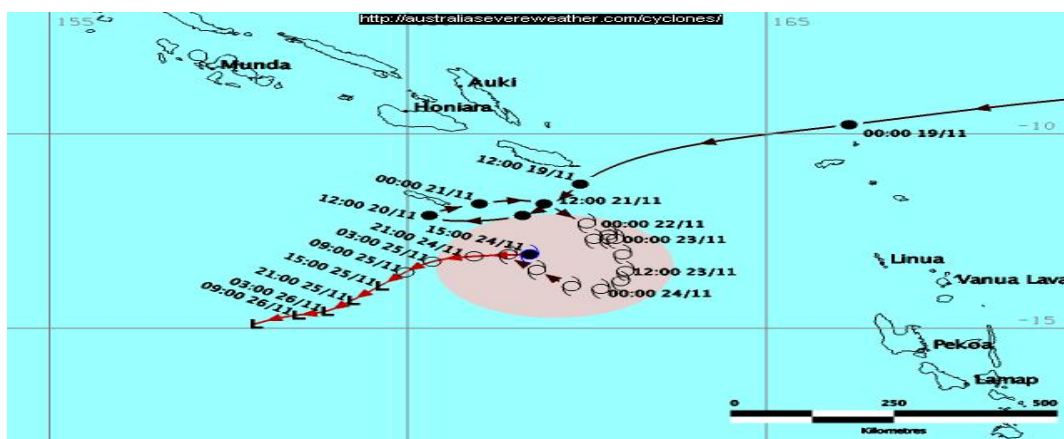 http://australiasevereweather.com/cyclones/
155
165
Munda
Auki
Honiara
-10
00:00 19/11
12:00 19/11
00:00 21/11
12:00 21/11
12:00 20/11
00:00 22/11
15:00 24/11
00:00 23/11
21:00 24/11
03:00 25/11
09:00 25/11
12:00 23/11
Linua
15:00 25/11
00:00 24/11
Vanua Lava
21:00 25/11
03:00 26/11
09:00 26/11
-15
Pekoa
Lamap
0 250 500
Kilometres